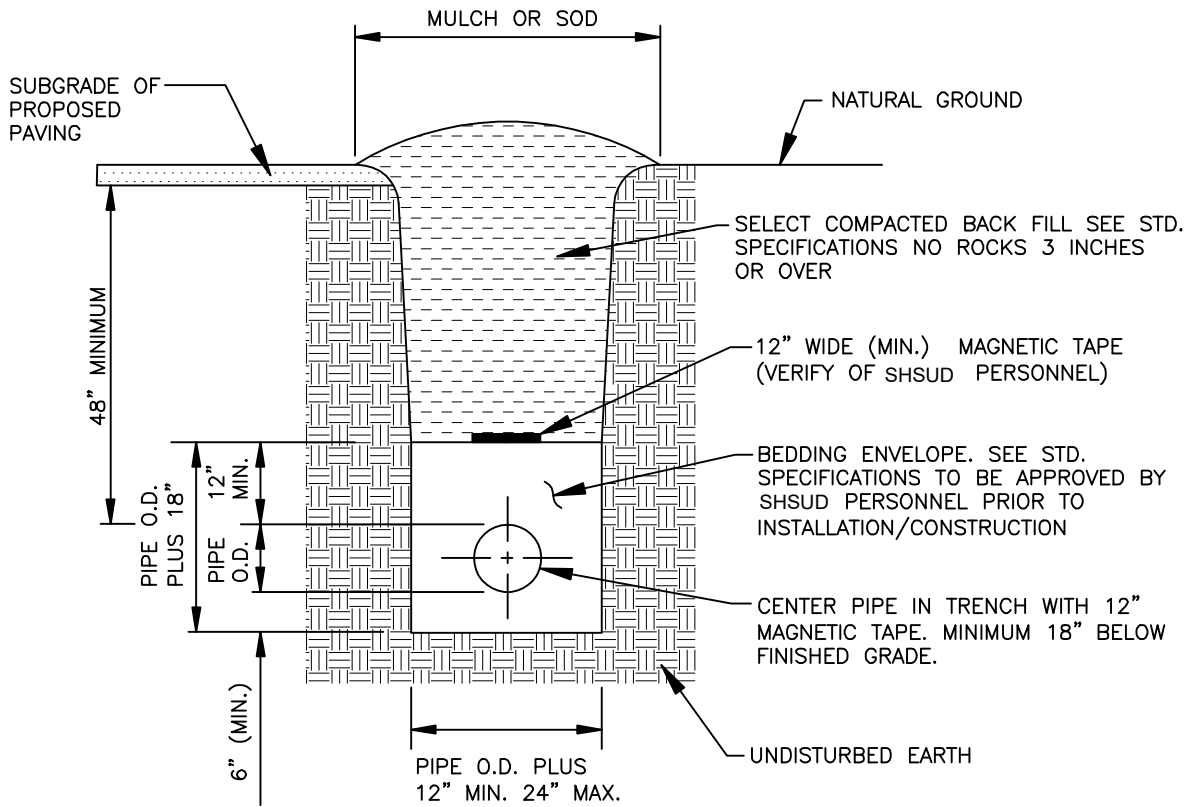 MULCH OR SOD
SUBGRADE OF
PROPOSED
PAVING
NATURAL GROUND
SELECT COMPACTED BACK FILL SEE STD.
SPECIFICATIONS NO ROCKS 3 INCHES
OR OVER
48" MINIMUM
12" WIDE (MIN.) MAGNETIC TAPE
(VERIFY OF SHSUD PERSONNEL)
PIPE O.D.
PLUS 18"
12"
MIN.
PIPE
O.D.
BEDDING ENVELOPE. SEE STD.
SPECIFICATIONS TO BE APPROVED BY
SHSUD PERSONNEL PRIOR TO
INSTALLATION/CONSTRUCTION
CENTER PIPE IN TRENCH WITH 12"
MAGNETIC TAPE. MINIMUM 18" BELOW
FINISHED GRADE.
6" (MIN.)
UNDISTURBED EARTH
PIPE O.D. PLUS
12" MIN. 24" MAX.